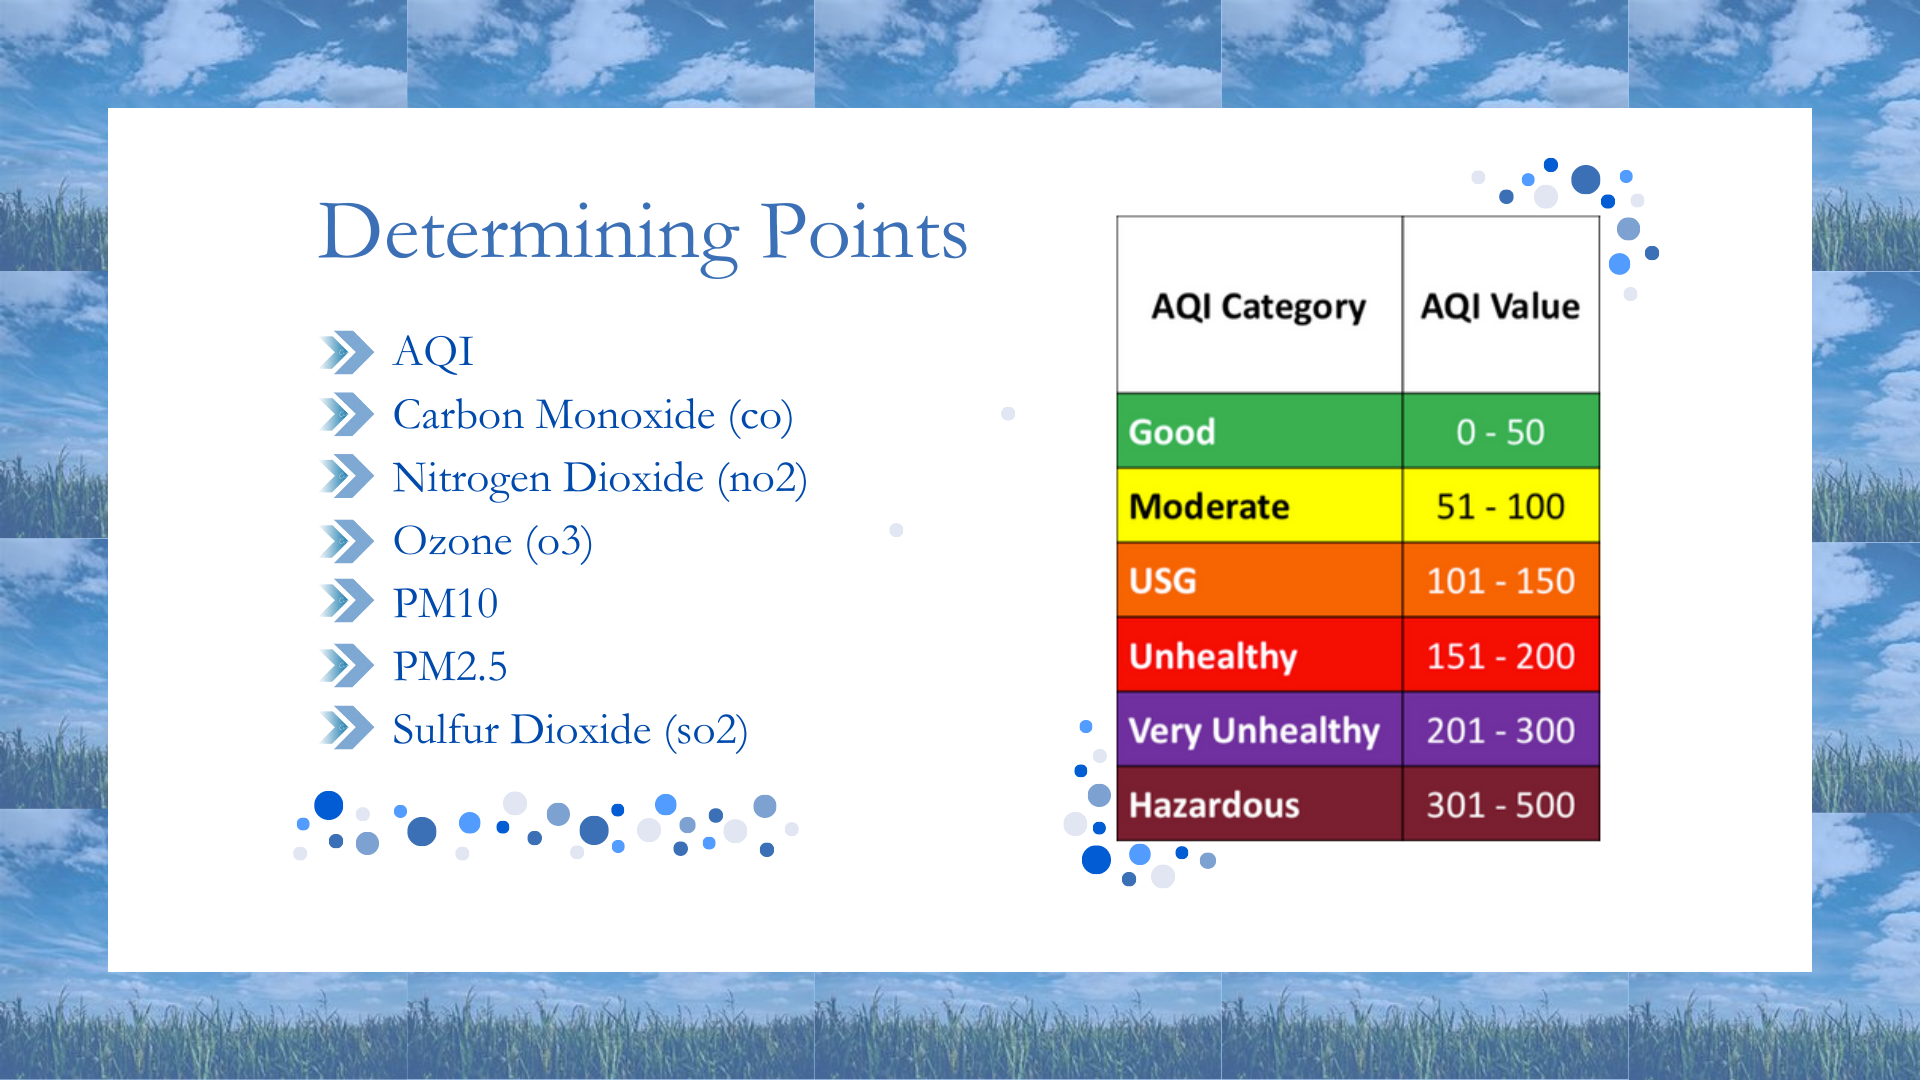 Determining Points
AQI
Carbon Monoxide (co)
Nitrogen Dioxide (no2)
Ozone (o3)
PM10
PM2.5
Sulfur Dioxide (so2)
AQI Category AQI Value
Good 0 - 50
Moderate 51 - 100
USG 101 - 150
Unhealthy 151 - 200
Very Unhealthy 201 - 300
Hazardous 301 - 500